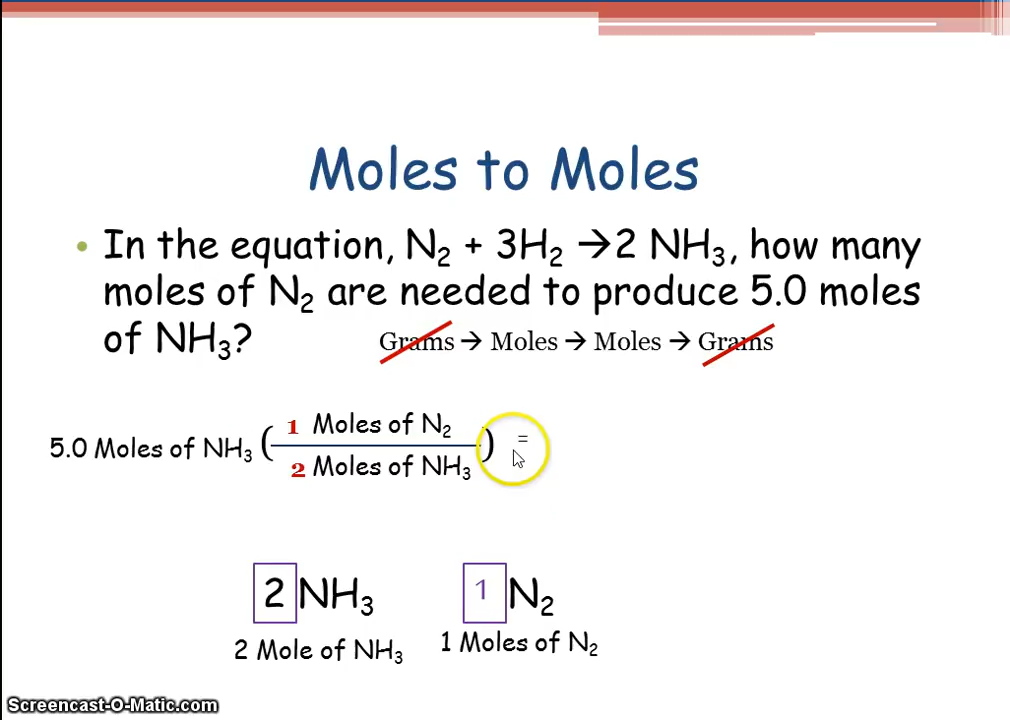 Moles to Moles
• In the equation, N₂ + 3H₂ →2 NH₃, how many
moles of N₂ are needed to produce 5.0 moles
of NH₃?
Grams → Moles → Moles → Grams
5.0 Moles of NH₃ ( 1 Moles of N₂
2 Moles of NH₃ ) =
2 NH₃ 1 N₂
2 Mole of NH₃ 1 Moles of N₂
Screencast-O-Matic.com